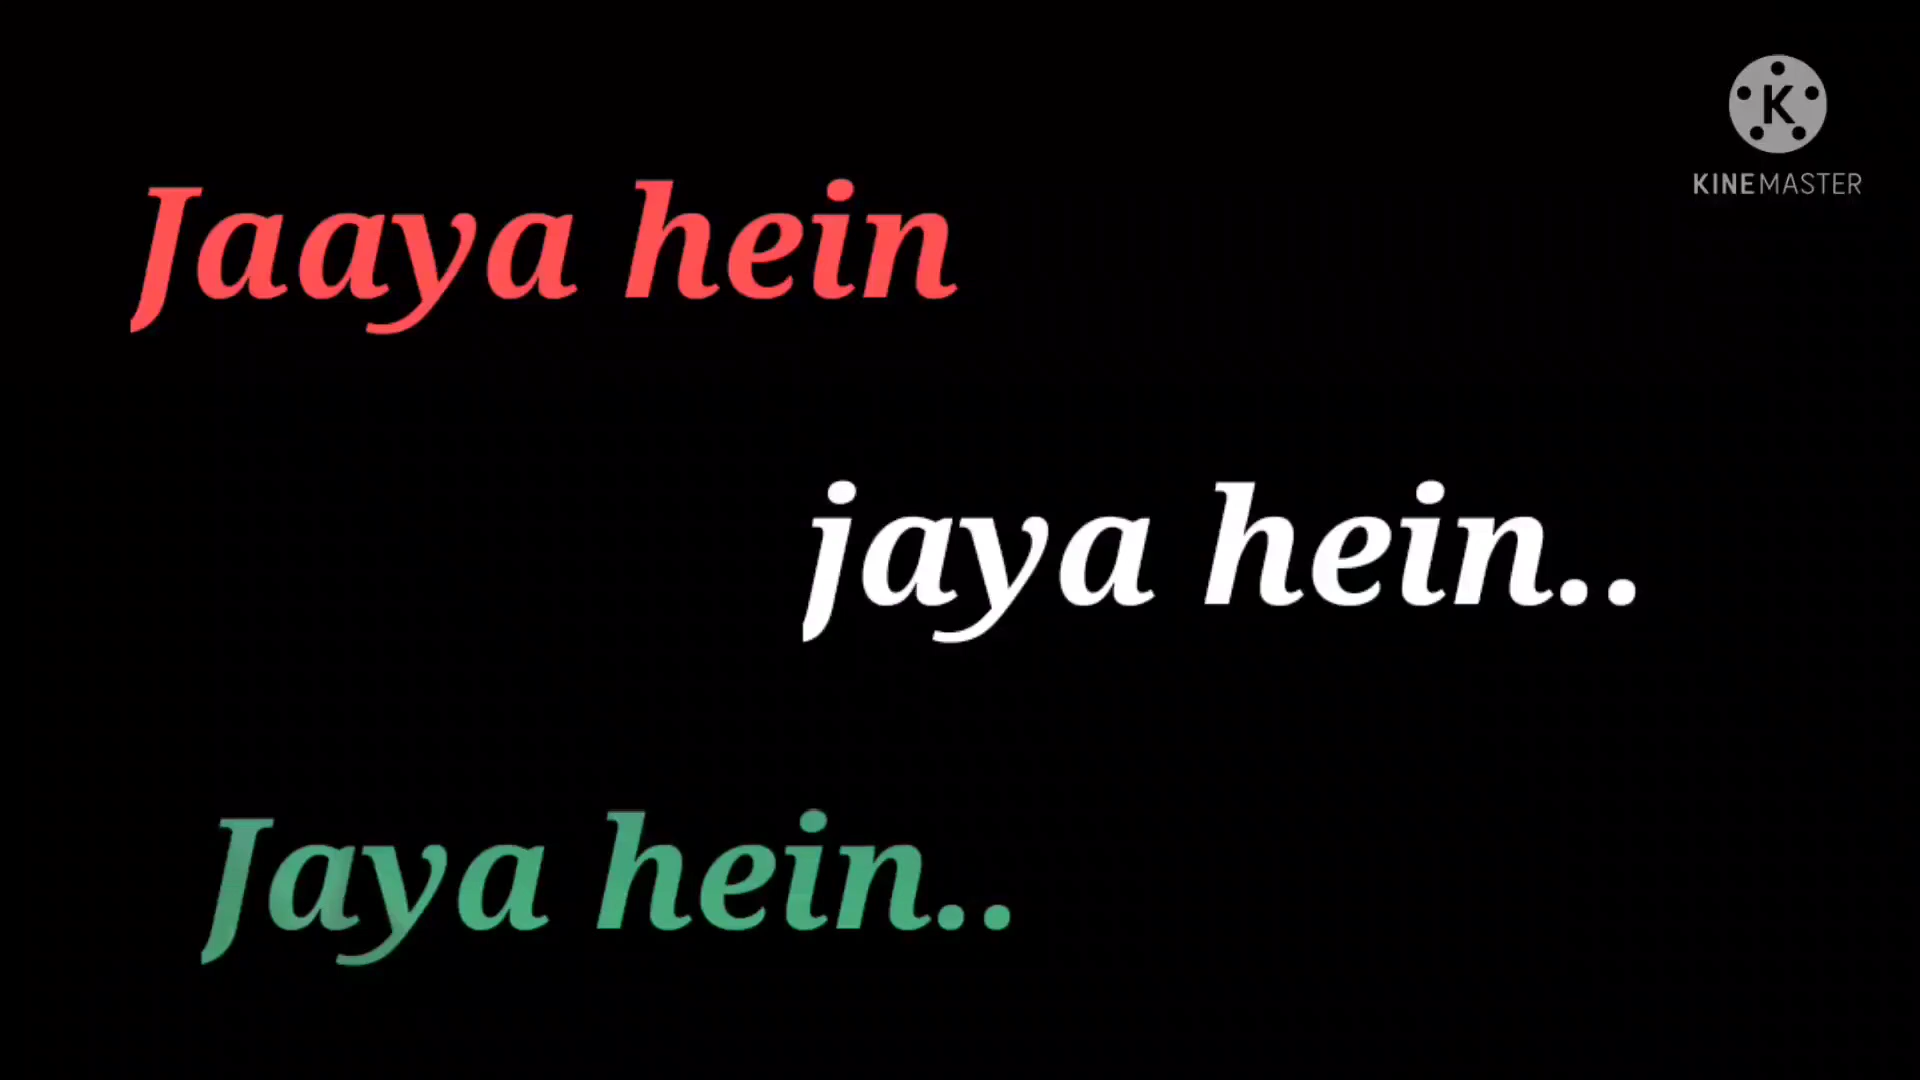 K
KINEMASTER
Jaaya hein
jaya hein..
Jaya hein..